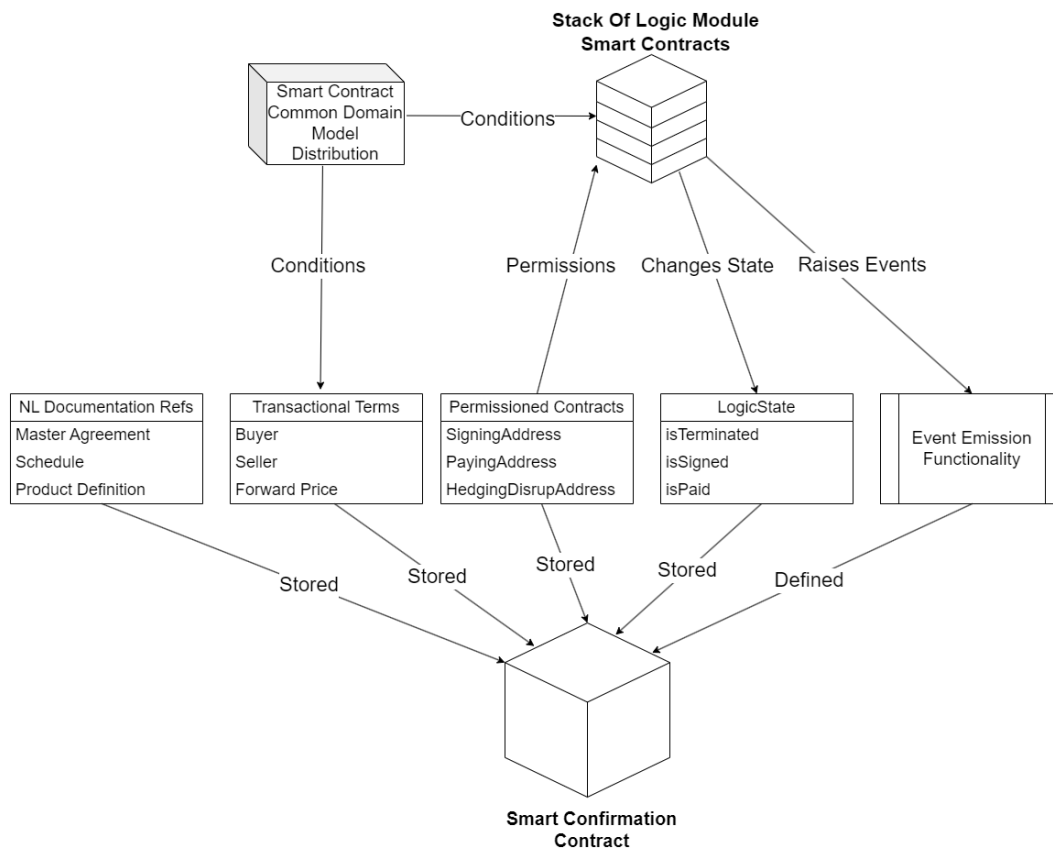 Stack Of Logic Module
Smart Contracts
Smart Contract
Common Domain
Model
Distribution
Conditions
Conditions
Permissions
Changes State
Raises Events
NL Documentation Refs
Master Agreement
Schedule
Product Definition
Transactional Terms
Buyer
Seller
Forward Price
Permissioned Contracts
SigningAddress
PayingAddress
HedgingDisrupAddress
LogicState
isTerminated
isSigned
isPaid
Event Emission
Functionality
Stored
Stored
Stored
Stored
Defined
Smart Confirmation
Contract